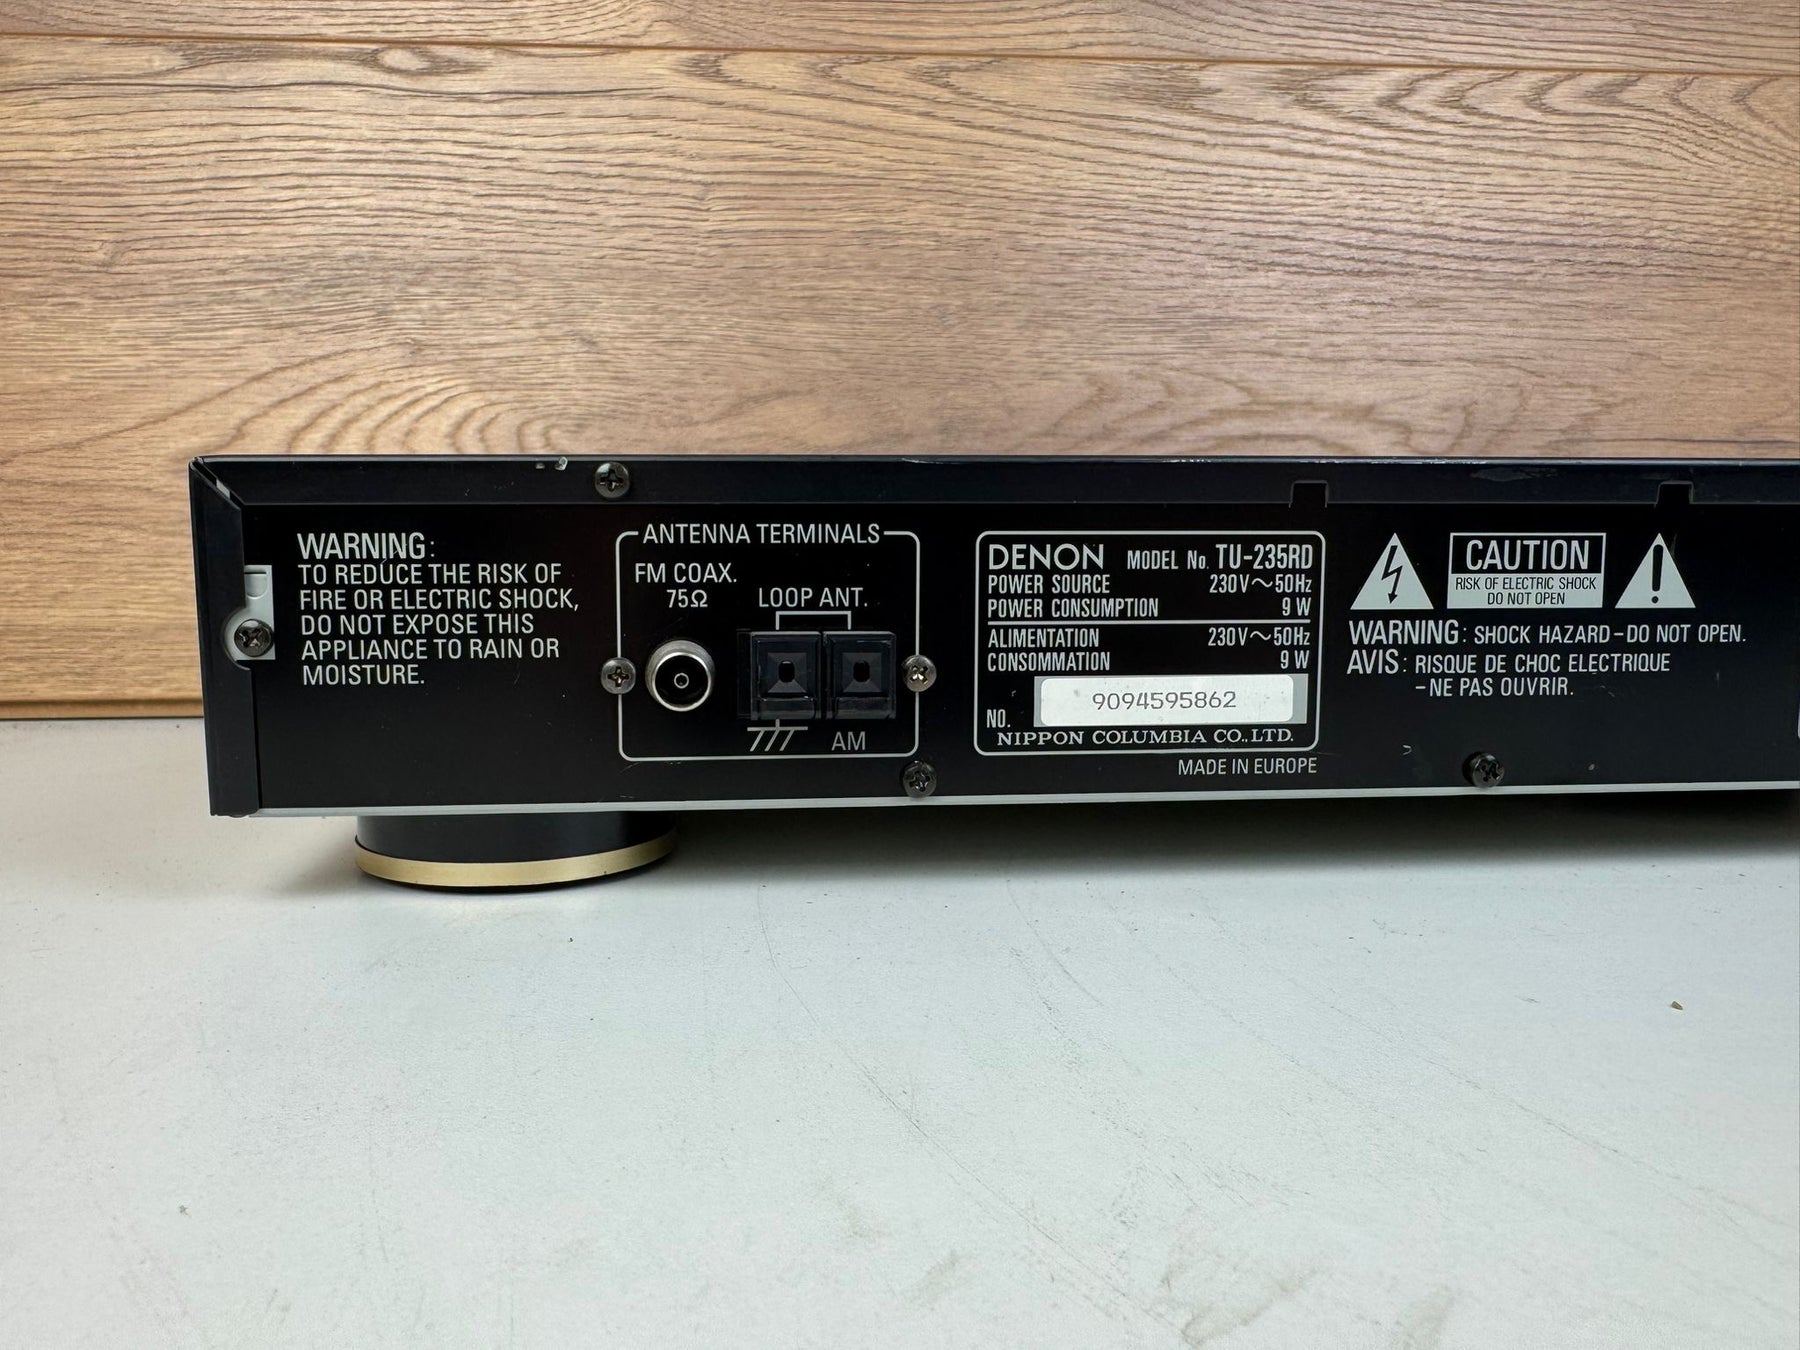 WARNING:
TO REDUCE THE RISK OF
FIRE OR ELECTRIC SHOCK,
DO NOT EXPOSE THIS
APPLIANCE TO RAIN OR
MOISTURE.
ANTENNA TERMINALS
FM COAX.
75Ω
LOOP ANT.
AM
DENON MODEL No. TU-235RD
POWER SOURCE 230V～50Hz
POWER CONSUMPTION 9 W
ALIMENTATION 230V～50Hz
CONSOMMATION 9 W
NO. 9094595862
NIPPON COLUMBIA CO.,LTD.
MADE IN EUROPE
CAUTION
RISK OF ELECTRIC SHOCK
DO NOT OPEN
WARNING: SHOCK HAZARD-DO NOT OPEN.
AVIS: RISQUE DE CHOC ELECTRIQUE
-NE PAS OUVRIR.